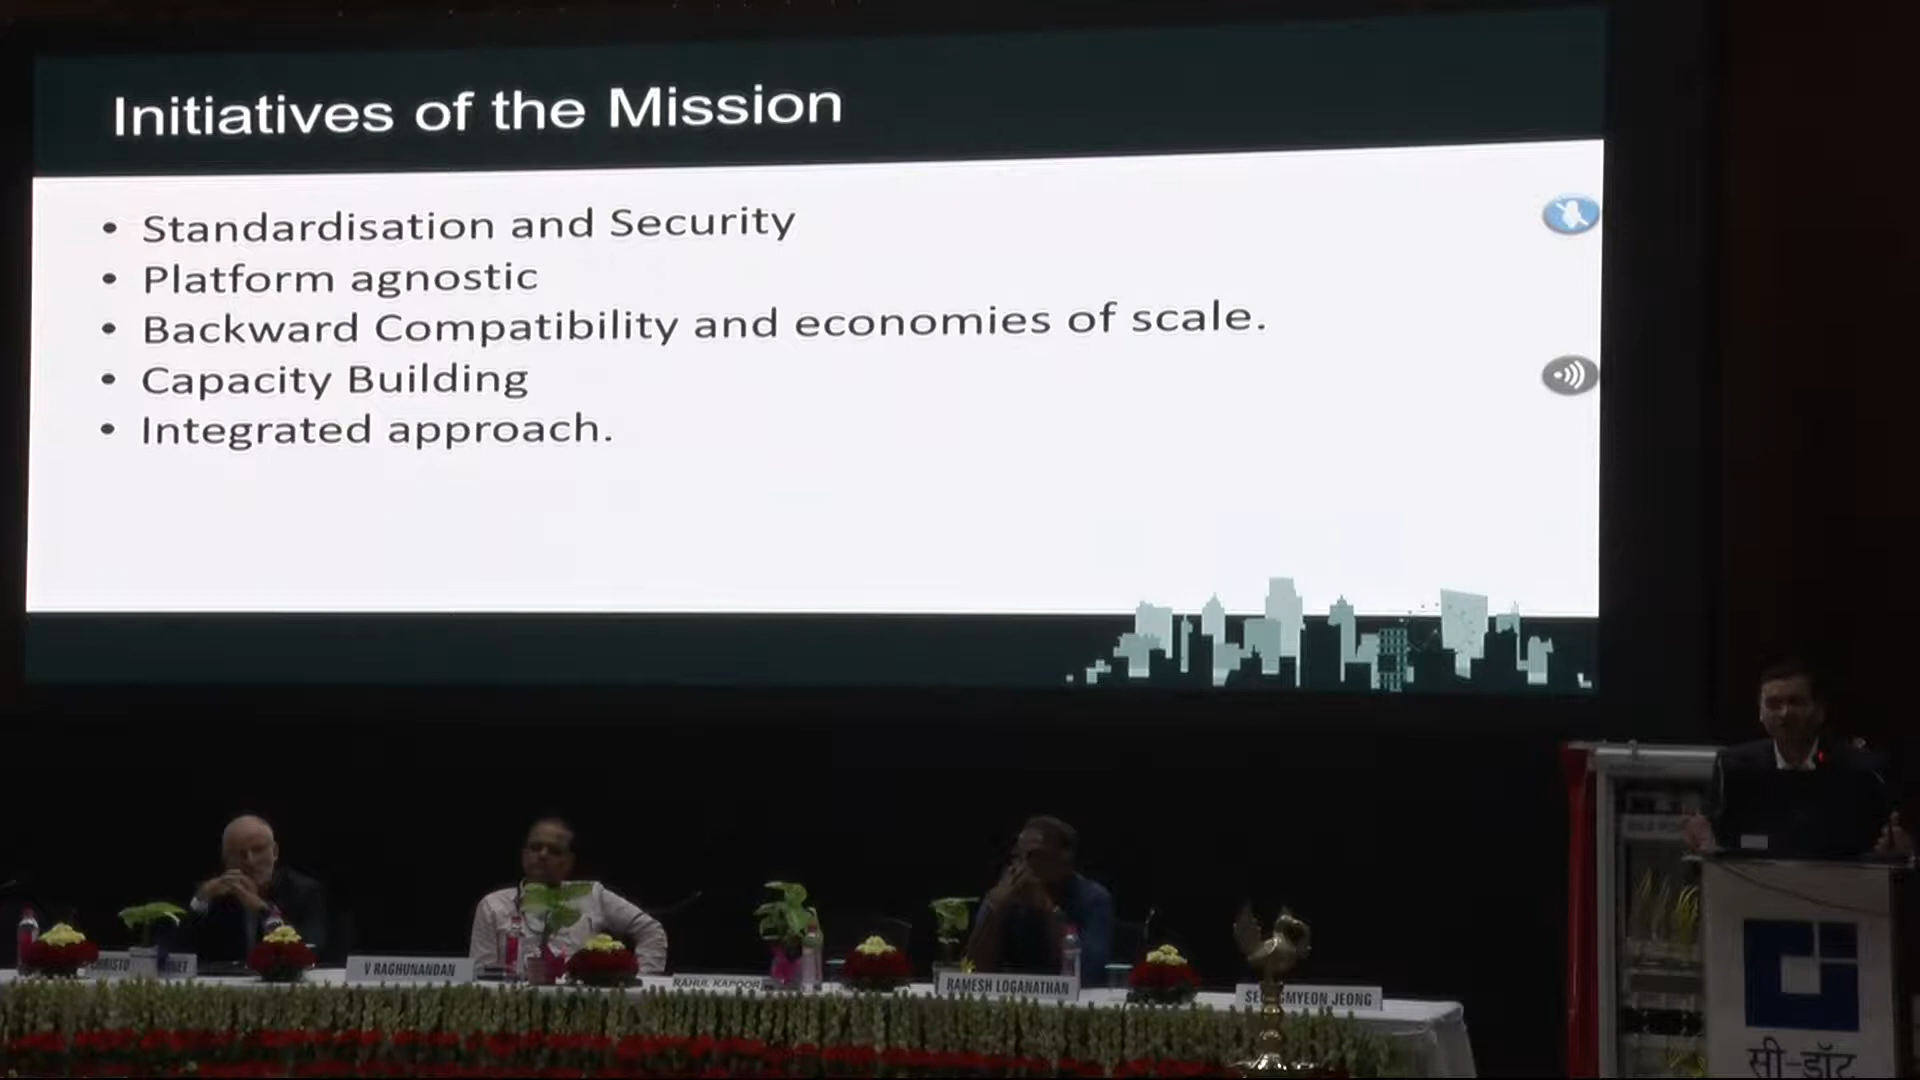 Initiatives of the Mission
• Standardisation and Security
• Platform agnostic
• Backward Compatibility and economies of scale.
• Capacity Building
• Integrated approach.
V RAGHUNANDAN
RAHUL KAPOOR
RAMESH LOGANATHAN
JEONG
सी-डॉट